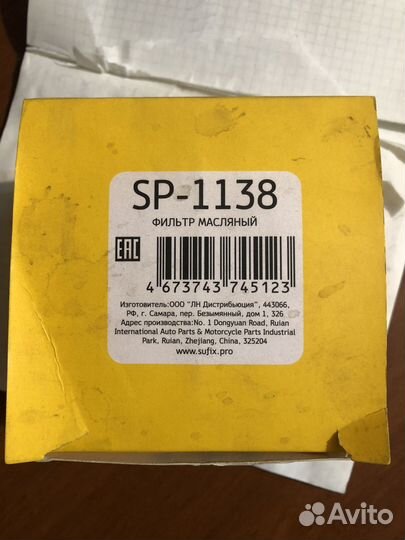 SP-1138
ФИЛЬТР МАСЛЯНЫЙ
EAC
4 673743 745123
Изготовитель:ООО "ЛН Дистрибьюция", 443066,
РФ, г. Самара, пер. Безымянный, дом 1, 326
Адрес производства:No. 1 Dongyuan Road, Ruian
International Auto Parts & Motorcycle Parts Industrial
Park, Ruian, Zhejiang, China, 325204
www.sufix.pro
Avito